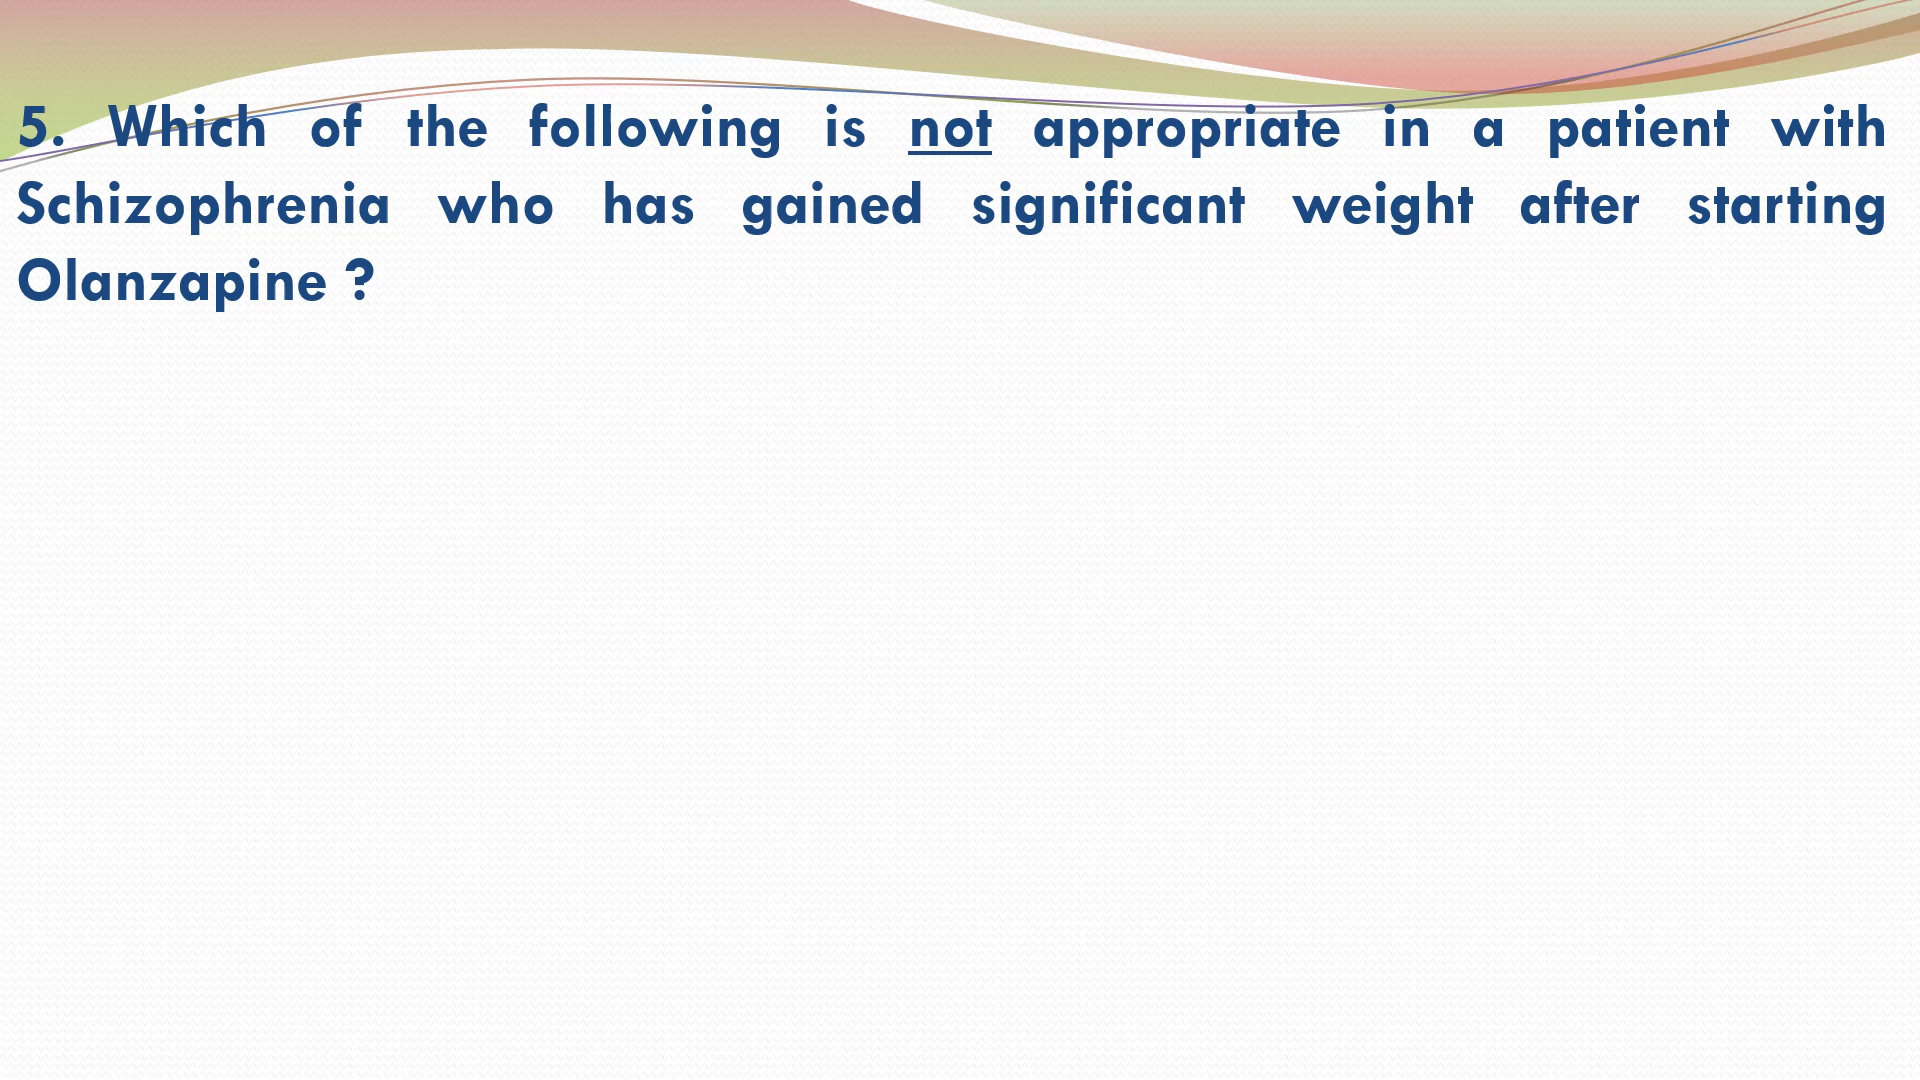 5. Which of the following is not appropriate in a patient with
Schizophrenia who has gained significant weight after starting
Olanzapine ?